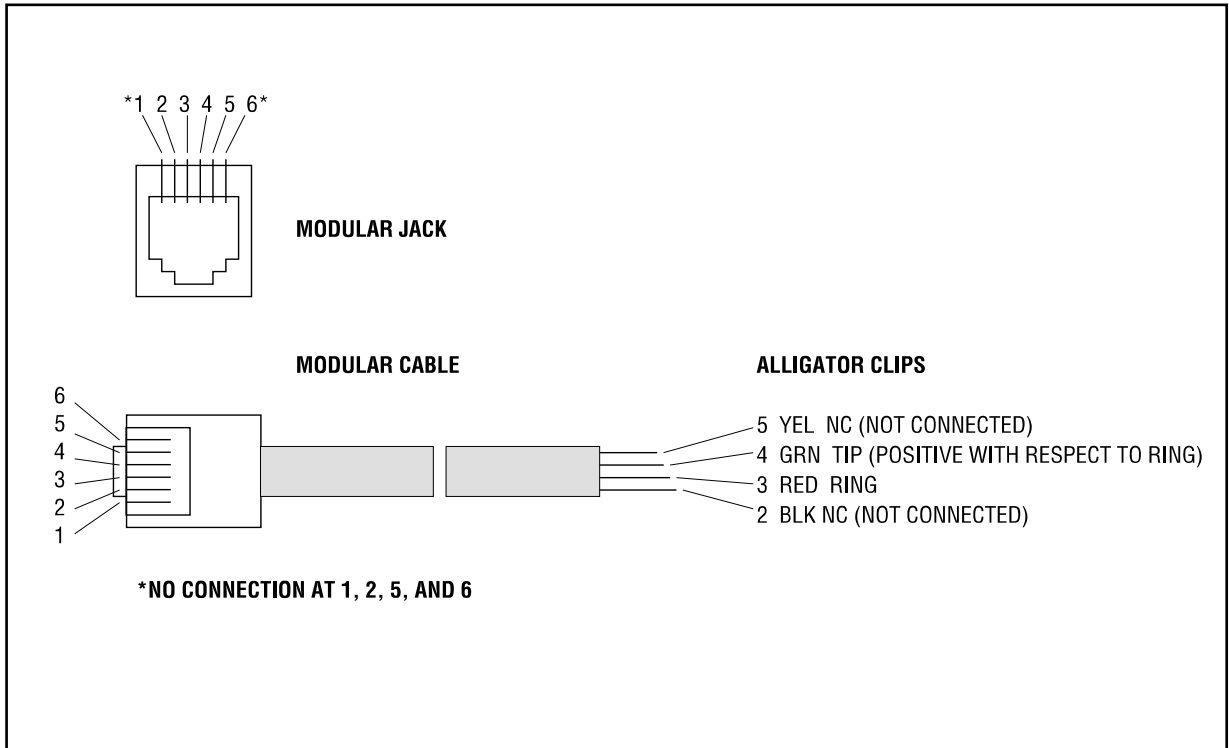 *1 2 3 4 5 6*
MODULAR JACK
MODULAR CABLE
ALLIGATOR CLIPS
6
5
4
3
2
1
5 YEL NC (NOT CONNECTED)
4 GRN TIP (POSITIVE WITH RESPECT TO RING)
3 RED RING
2 BLK NC (NOT CONNECTED)
*NO CONNECTION AT 1, 2, 5, AND 6